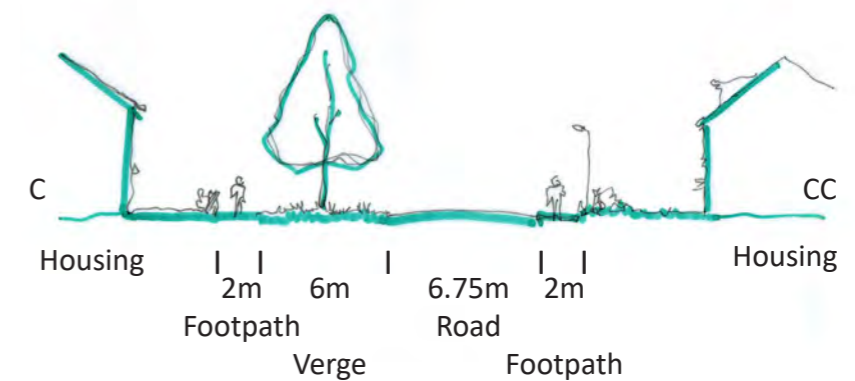 C CC
Housing Housing
2m 6m 6.75m 2m
Footpath Road
Verge Footpath